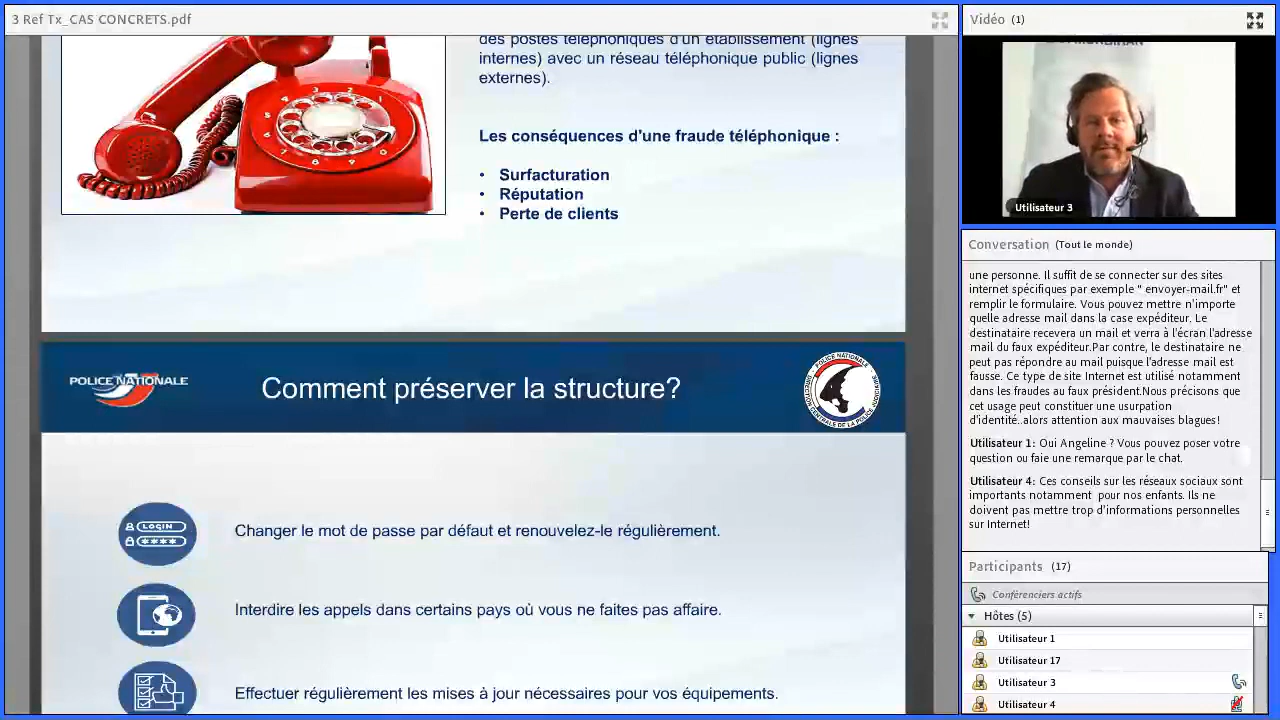 3 Ref Tx_CAS CONCRETS.pdf
des postes téléphoniques d'un établissement (lignes
internes) avec un réseau téléphonique public (lignes
externes).
Les conséquences d'une fraude téléphonique :
• Surfacturation
• Réputation
• Perte de clients
POLICE NATIONALE
Comment préserver la structure?
POLICE NATIONALE
LOGIN
****
Changer le mot de passe par défaut et renouvelez-le régulièrement.
Interdire les appels dans certains pays où vous ne faites pas affaire.
Effectuer régulièrement les mises à jour nécessaires pour vos équipements.
Vidéo (1)
Utilisateur 3
Conversation (Tout le monde)
une personne. Il suffit de se connecter sur des sites
internet spécifiques par exemple " envoyer-mail.fr" et
remplir le formulaire. Vous pouvez mettre n'importe
quelle adresse mail dans la case expéditeur. Le
destinataire recevera un mail et verra à l'écran l'adresse
mail du faux expéditeur.Par contre, le destinataire ne
peut pas répondre au mail puisque l'adresse mail est
fausse. Ce type de site Internet est utilisé notamment
dans les fraudes au faux président.Nous précisons que
cet usage peut constituer une usurpation
d'identité..alors attention aux mauvaises blagues!
Utilisateur 1: Oui Angeline ? Vous pouvez poser votre
question ou faie une remarque par le chat.
Utilisateur 4: Ces conseils sur les réseaux sociaux sont
importants notamment pour nos enfants. Ils ne
doivent pas mettre trop d'informations personnelles
sur Internet!
Participants (17)
Conférenciers actifs
Hôtes (5)
Utilisateur 1
Utilisateur 17
Utilisateur 3
Utilisateur 4